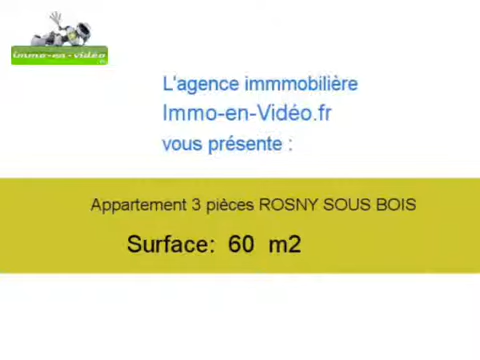 immo-en-vidéo
L'agence immmobilière
Immo-en-Vidéo.fr
vous présente :
Appartement 3 pièces ROSNY SOUS BOIS
Surface: 60 m2